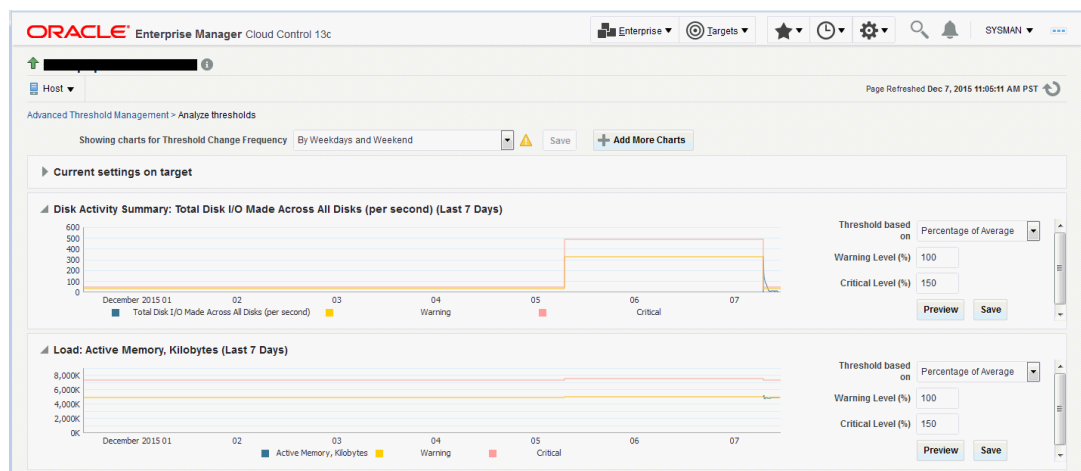 ORACLE Enterprise Manager Cloud Control 13c Enterprise Targets SYSMAN
Host Page Refreshed Dec 7, 2015 11:05:11 AM PST
Advanced Threshold Management > Analyze thresholds
Showing charts for Threshold Change Frequency By Weekdays and Weekend Save Add More Charts
Current settings on target
Disk Activity Summary: Total Disk I/O Made Across All Disks (per second) (Last 7 Days)
600
500
400
300
200
100
0
December 2015 01 02 03 04 05 06 07
Total Disk I/O Made Across All Disks (per second) Warning Critical
Threshold based on Percentage of Average
Warning Level (%) 100
Critical Level (%) 150
Preview Save
Load: Active Memory, Kilobytes (Last 7 Days)
8,000K
6,000K
4,000K
2,000K
0K
December 2015 01 02 03 04 05 06 07
Active Memory, Kilobytes Warning Critical
Threshold based on Percentage of Average
Warning Level (%) 100
Critical Level (%) 150
Preview Save